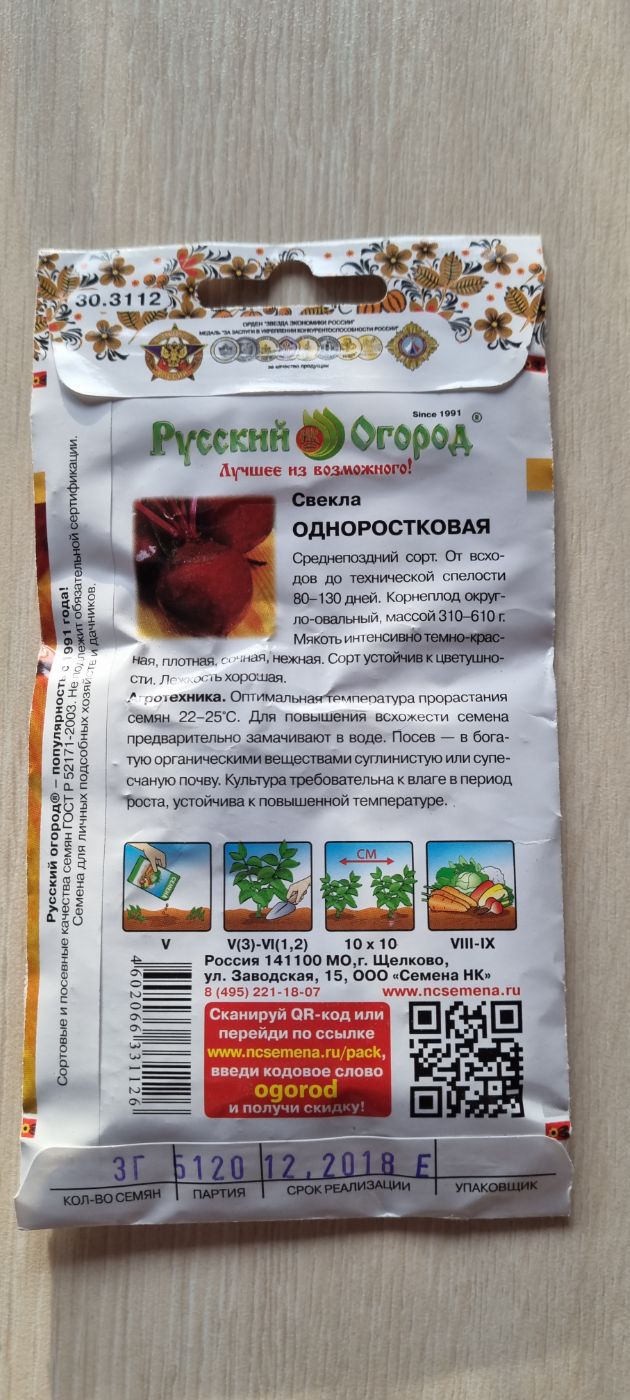 30.3112
ОРДЕН "ЗВЕЗДА ЭКОНОМИКИ РОССИИ"
МЕДАЛЬ "ЗА ЗАСЛУГИ В УКРЕПЛЕНИИ КОНКУРЕНТОСПОСОБНОСТИ РОССИИ"
за качество продукции
Since 1991
Русский Огород®
Лучшее из возможного!
Свекла
ОДНОРОСТКОВАЯ
Среднепоздний сорт. От всхо-
дов до технической спелости
80–130 дней. Корнеплод округ-
ло-овальный, массой 310–610 г.
Мякоть интенсивно темно-крас-
ная, плотная, сочная, нежная. Сорт устойчив к цветушно-
сти. Лежкость хорошая.
Агротехника. Оптимальная температура прорастания
семян 22–25°С. Для повышения всхожести семена
предварительно замачивают в воде. Посев — в бога-
тую органическими веществами суглинистую или супе-
счаную почву. Культура требовательна к влаге в период
роста, устойчива к повышенной температуре.
Русский огород® – популярность с 1991 года!
Сортовые и посевные качества семян ГОСТ Р 52171-2003. Не подлежит обязательной сертификации.
Семена для личных подсобных хозяйств и дачников.
СЕМЕНА
СМ
V
V(3)-VI(1,2)
10 x 10
VIII-IX
Россия 141100 МО,г. Щелково,
ул. Заводская, 15, ООО «Семена НК»
8 (495) 221-18-07
www.ncsemena.ru
4602066331126
Сканируй QR-код или
перейди по ссылке
www.ncsemena.ru/pack,
введи кодовое слово
ogorod
и получи скидку!
3Г 5120 12,2018 Е
КОЛ-ВО СЕМЯН ПАРТИЯ СРОК РЕАЛИЗАЦИИ УПАКОВЩИК